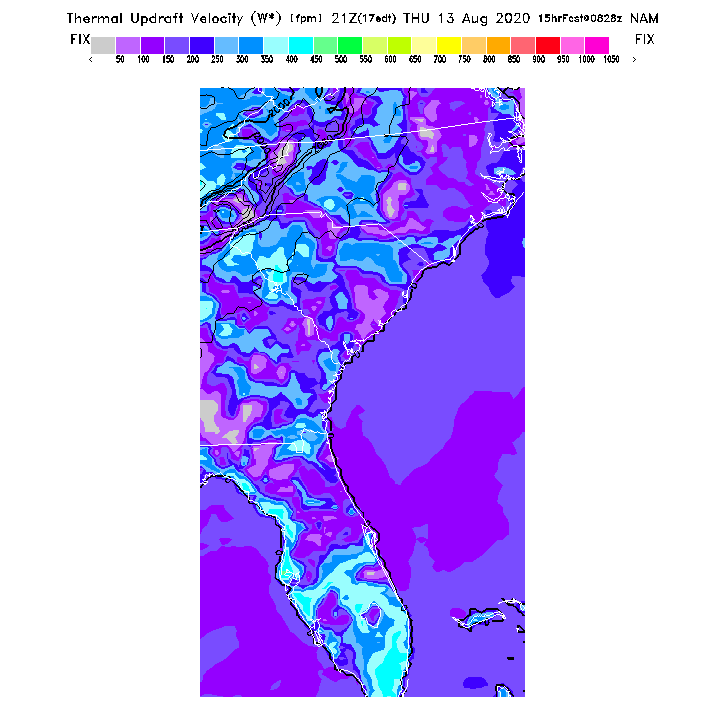 Thermal Updraft Velocity (W*) [fpm] 21Z(17edt) THU 13 Aug 2020 15hrFcst@0828z NAM
FIX FIX
< 50 100 150 200 250 300 350 400 450 500 550 600 650 700 750 800 850 900 950 1000 1050 >